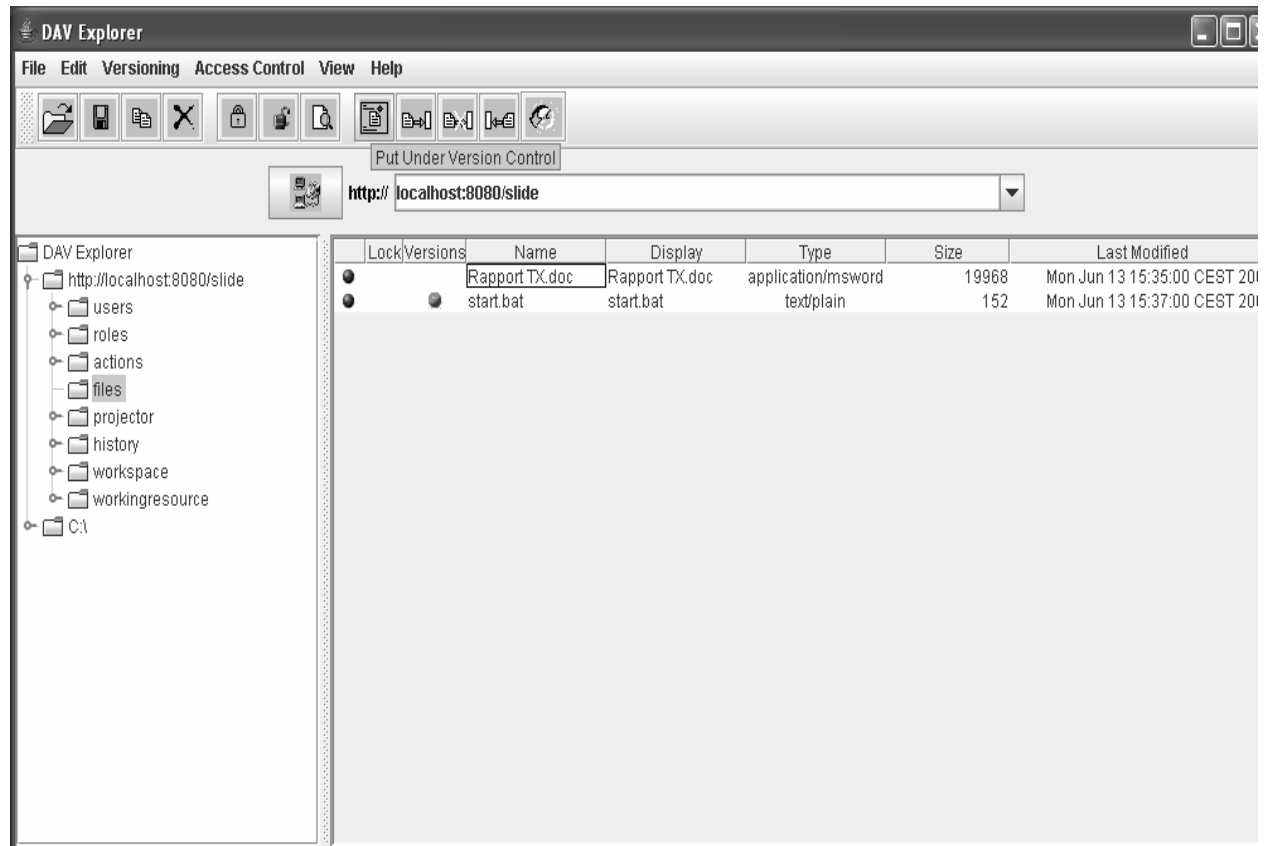 DAV Explorer
File Edit Versioning Access Control View Help
Put Under Version Control
http:// localhost:8080/slide
DAV Explorer
http://localhost:8080/slide
users
roles
actions
files
projector
history
workspace
workingresource
C:\
Lock Versions Name Display Type Size Last Modified
Rapport TX.doc Rapport TX.doc application/msword 19968 Mon Jun 13 15:35:00 CEST
start.bat start.bat text/plain 152 Mon Jun 13 15:37:00 CEST